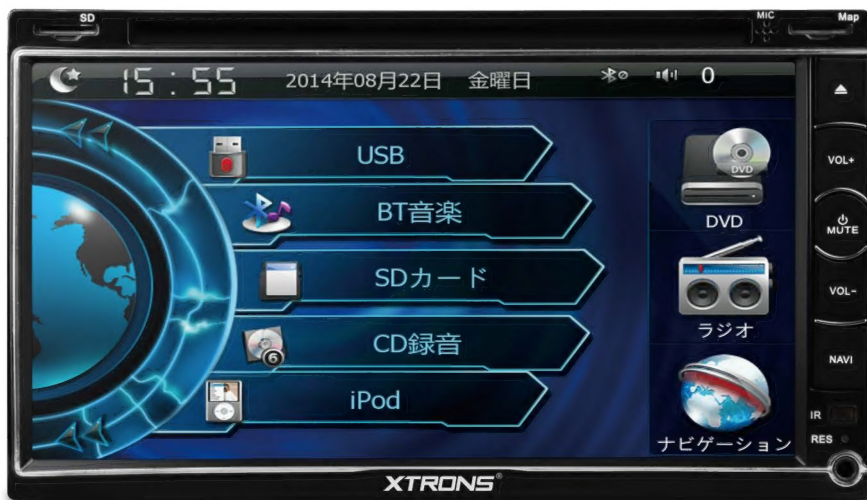 SD
MIC
Map
15:55 2014年08月22日 金曜日 0
USB
BT音楽
SDカード
CD録音
6
iPod
DVD
DVD
ラジオ
ナビゲーション
VOL+
MUTE
VOL-
NAVI
IR
RES
XTRONS®